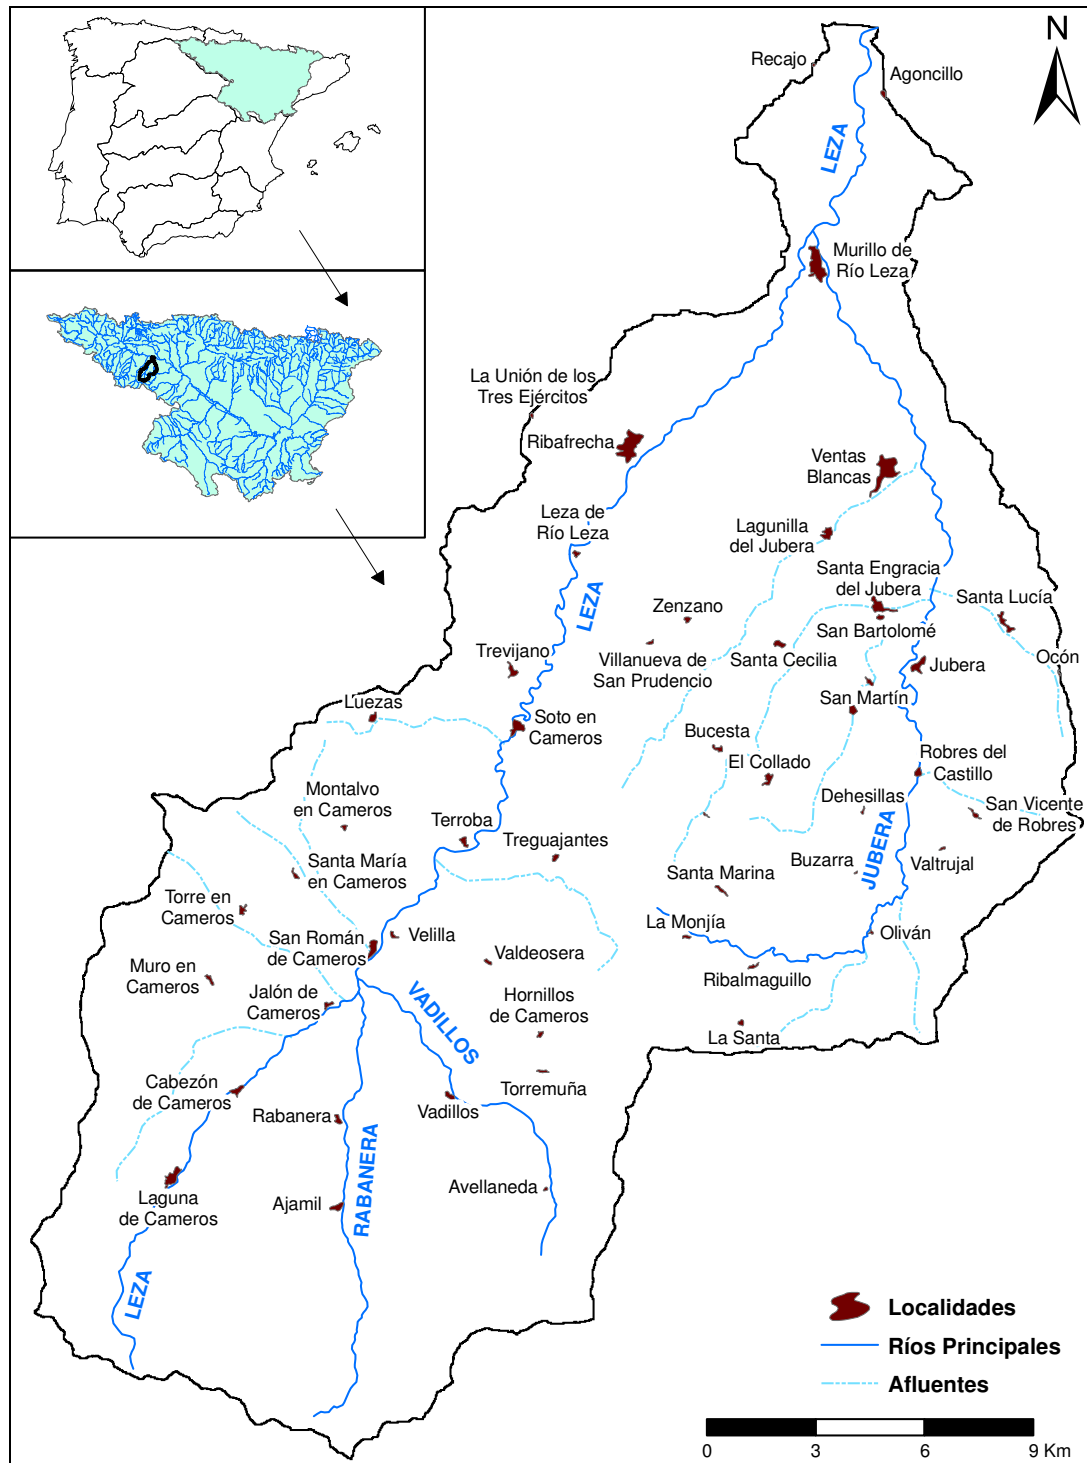 N
Recajo
Agoncillo
LEZA
Murillo de
Río Leza
La Unión de los
Tres Ejércitos
Ribafrecha
Ventas
Blancas
Leza de
Río Leza
Lagunilla
del Jubera
Santa Engracia
del Jubera
Santa Lucía
Zenzano
LEZA
San Bartolomé
Villanueva de
San Prudencio
Santa Cecilia
Ocón
Jubera
Trevijano
San Martín
Luezas
Soto en
Cameros
Bucesta
El Collado
Robres del
Castillo
Montalvo
en Cameros
Dehesillas
San Vicente
de Robres
Terroba
Treguajantes
JUBERA
Buzarra
Valtrujal
Santa María
en Cameros
Santa Marina
Torre en
Cameros
La Monjía
Oliván
San Román
de Cameros
Velilla
Valdeosera
Ribalmaguillo
Muro en
Cameros
Jalón de
Cameros
VADILLOS
Hornillos
de Cameros
La Santa
Cabezón
de Cameros
Torremuña
Rabanera
Vadillos
RABANERA
Avellaneda
Laguna
de Cameros
Ajamil
LEZA
Localidades
Ríos Principales
Afluentes
0 3 6 9 Km